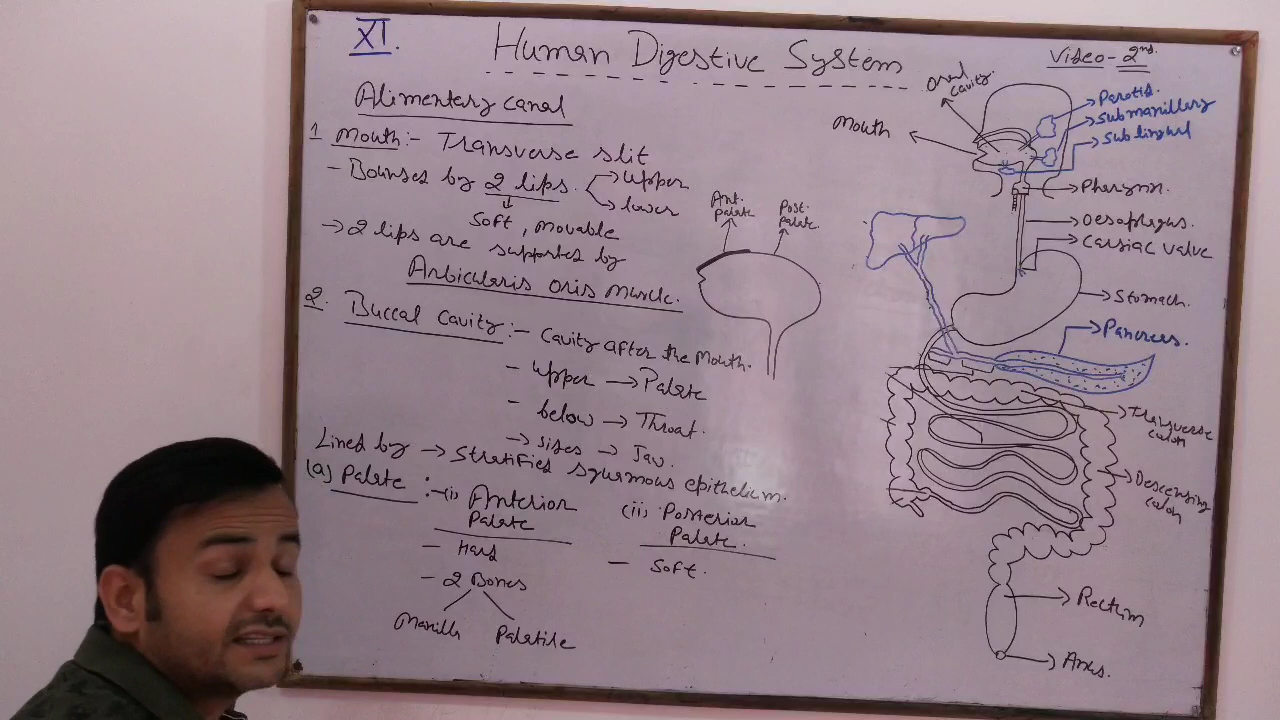 XI.
Human Digestive System
Video-2nd.
Alimentary canal
1 Mouth:- Transverse slit
- Bounded by 2 lips. → upper
→ lower
soft, movable
→ 2 lips are supported by
Arbicularis oris muscle.
2. Buccal Cavity:- Cavity after the Mouth.
- upper → Palate
- below → Throat.
→ sides → Jaw.
Lined by → Stratified squamous epithelium.
(a) Palate:- (i) Anterior Palate
- Hard
- 2 Bones
Maxilla Palatine
(ii) Posterior Palate.
- Soft.
Ant. Palate
Post. Palate
Oral cavity.
Mouth
Parotid.
Submaxillary
Sublingual
Pharynx.
Oesophagus.
Cardiac valve
Stomach.
Pancreas.
Transverse colon
Descending colon
Rectum
Anus.